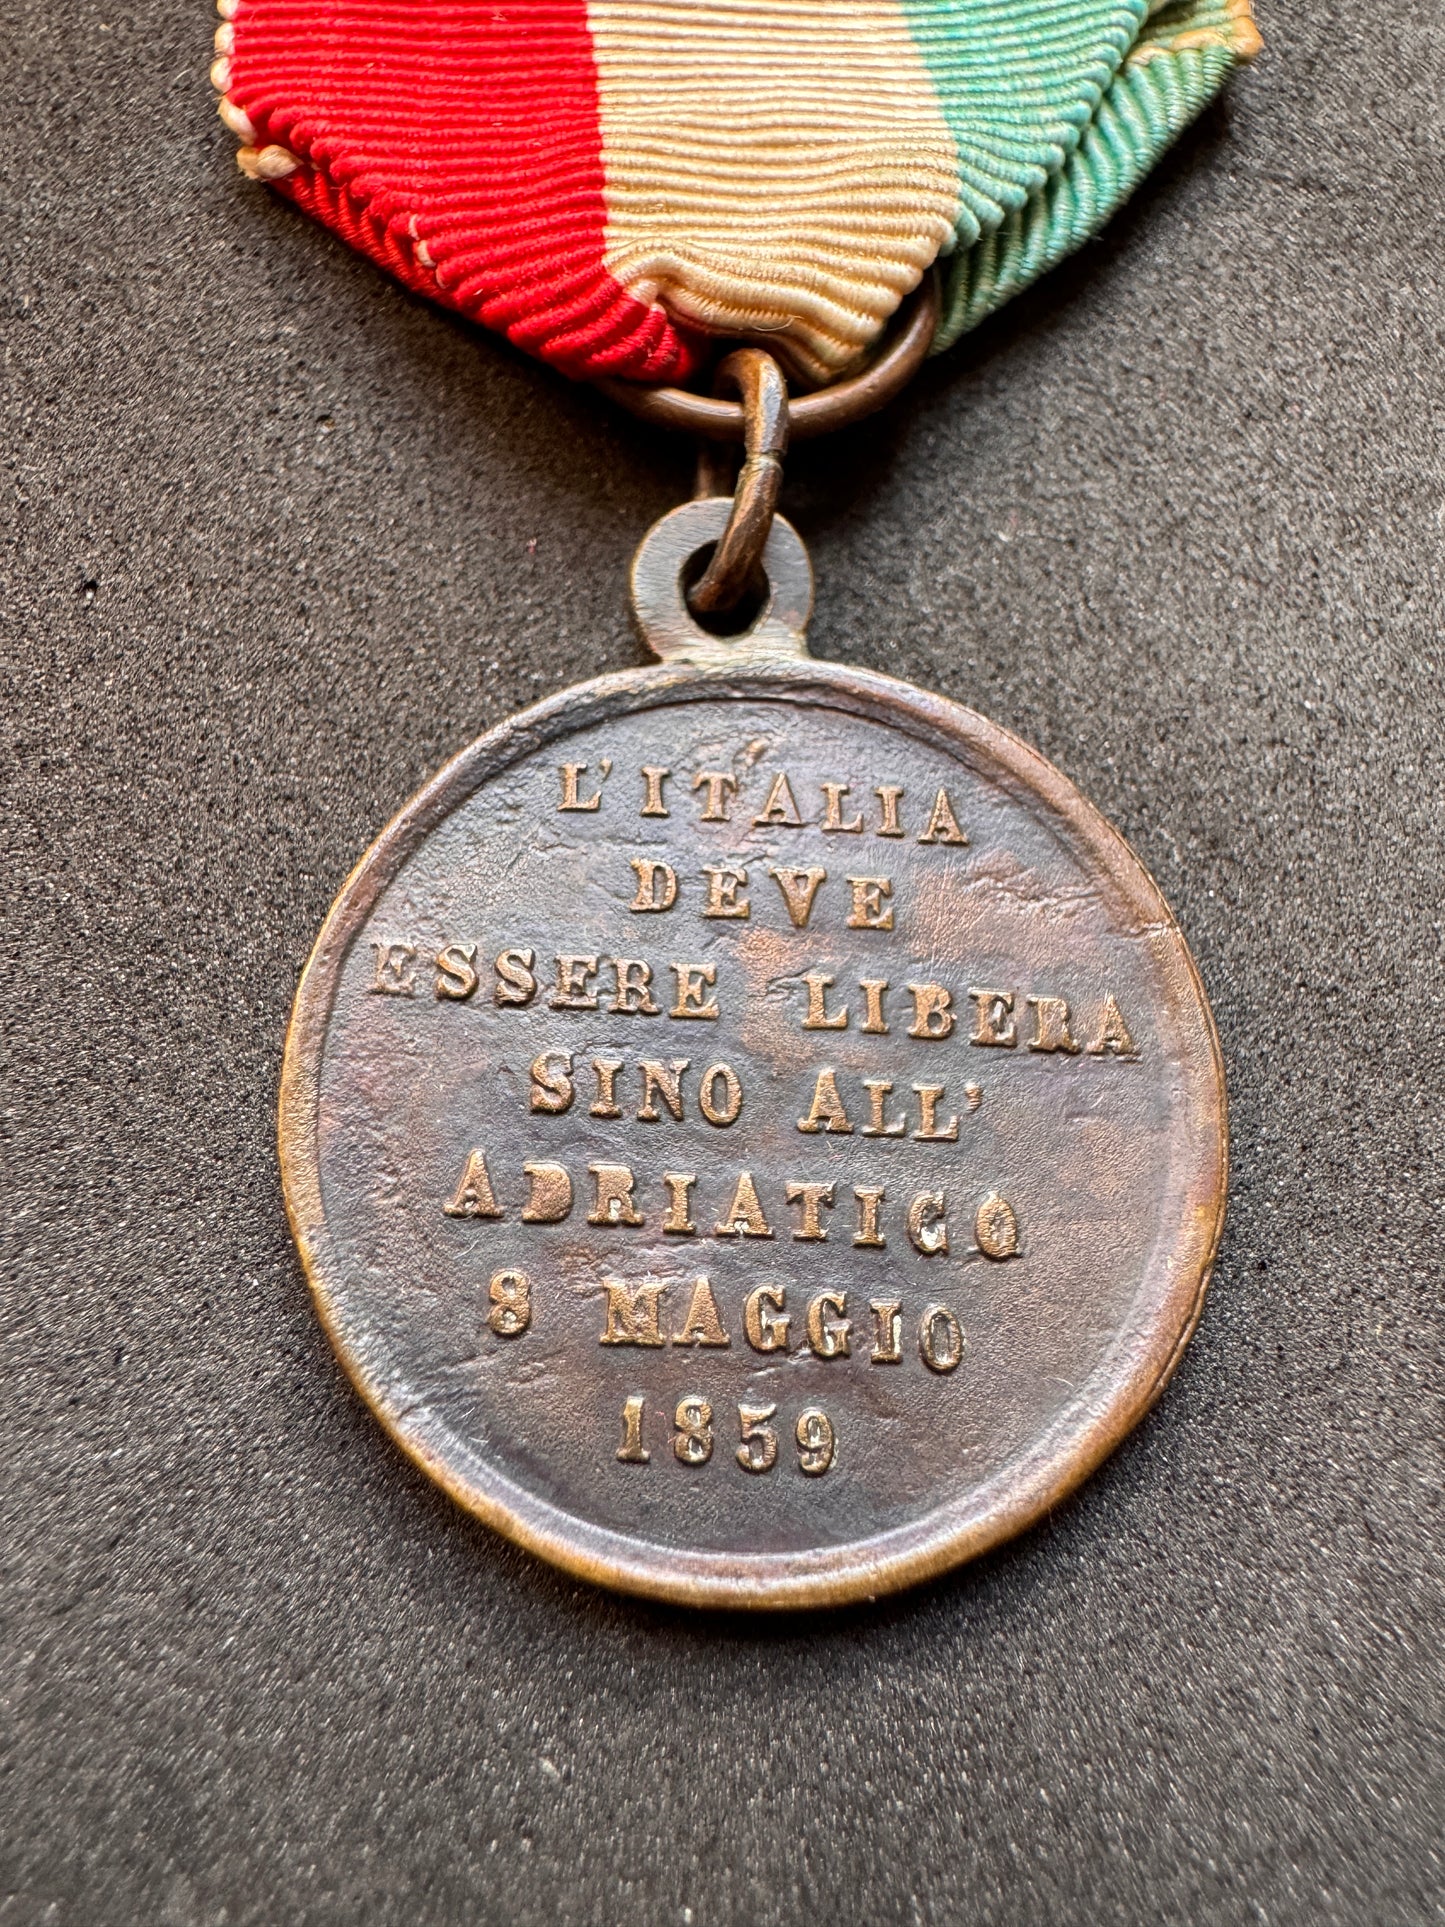 L'ITALIA
DEVE
ESSERE LIBERA
SINO ALL'
ADRIATICO
8 MAGGIO
1859